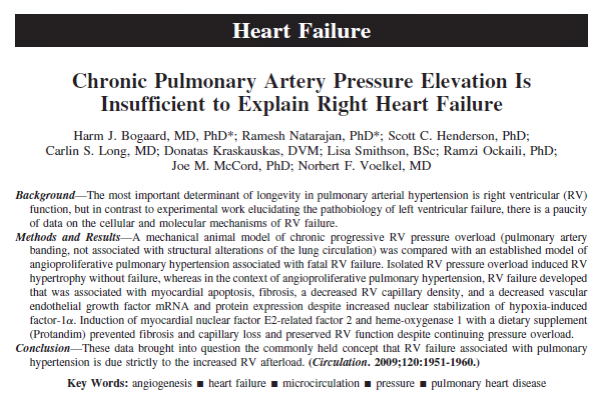 Heart Failure
Chronic Pulmonary Artery Pressure Elevation Is
Insufficient to Explain Right Heart Failure
Harm J. Bogaard, MD, PhD*; Ramesh Natarajan, PhD*; Scott C. Henderson, PhD;
Carlin S. Long, MD; Donatas Kraskauskas, DVM; Lisa Smithson, BSc; Ramzi Ockaili, PhD;
Joe M. McCord, PhD; Norbert F. Voelkel, MD
Background—The most important determinant of longevity in pulmonary arterial hypertension is right ventricular (RV)
function, but in contrast to experimental work elucidating the pathobiology of left ventricular failure, there is a paucity
of data on the cellular and molecular mechanisms of RV failure.
Methods and Results—A mechanical animal model of chronic progressive RV pressure overload (pulmonary artery
banding, not associated with structural alterations of the lung circulation) was compared with an established model of
angioproliferative pulmonary hypertension associated with fatal RV failure. Isolated RV pressure overload induced RV
hypertrophy without failure, whereas in the context of angioproliferative pulmonary hypertension, RV failure developed
that was associated with myocardial apoptosis, fibrosis, a decreased RV capillary density, and a decreased vascular
endothelial growth factor mRNA and protein expression despite increased nuclear stabilization of hypoxia-induced
factor-1α. Induction of myocardial nuclear factor E2-related factor 2 and heme-oxygenase 1 with a dietary supplement
(Protandim) prevented fibrosis and capillary loss and preserved RV function despite continuing pressure overload.
Conclusion—These data brought into question the commonly held concept that RV failure associated with pulmonary
hypertension is due strictly to the increased RV afterload. (Circulation. 2009;120:1951-1960.)
Key Words: angiogenesis ■ heart failure ■ microcirculation ■ pressure ■ pulmonary heart disease